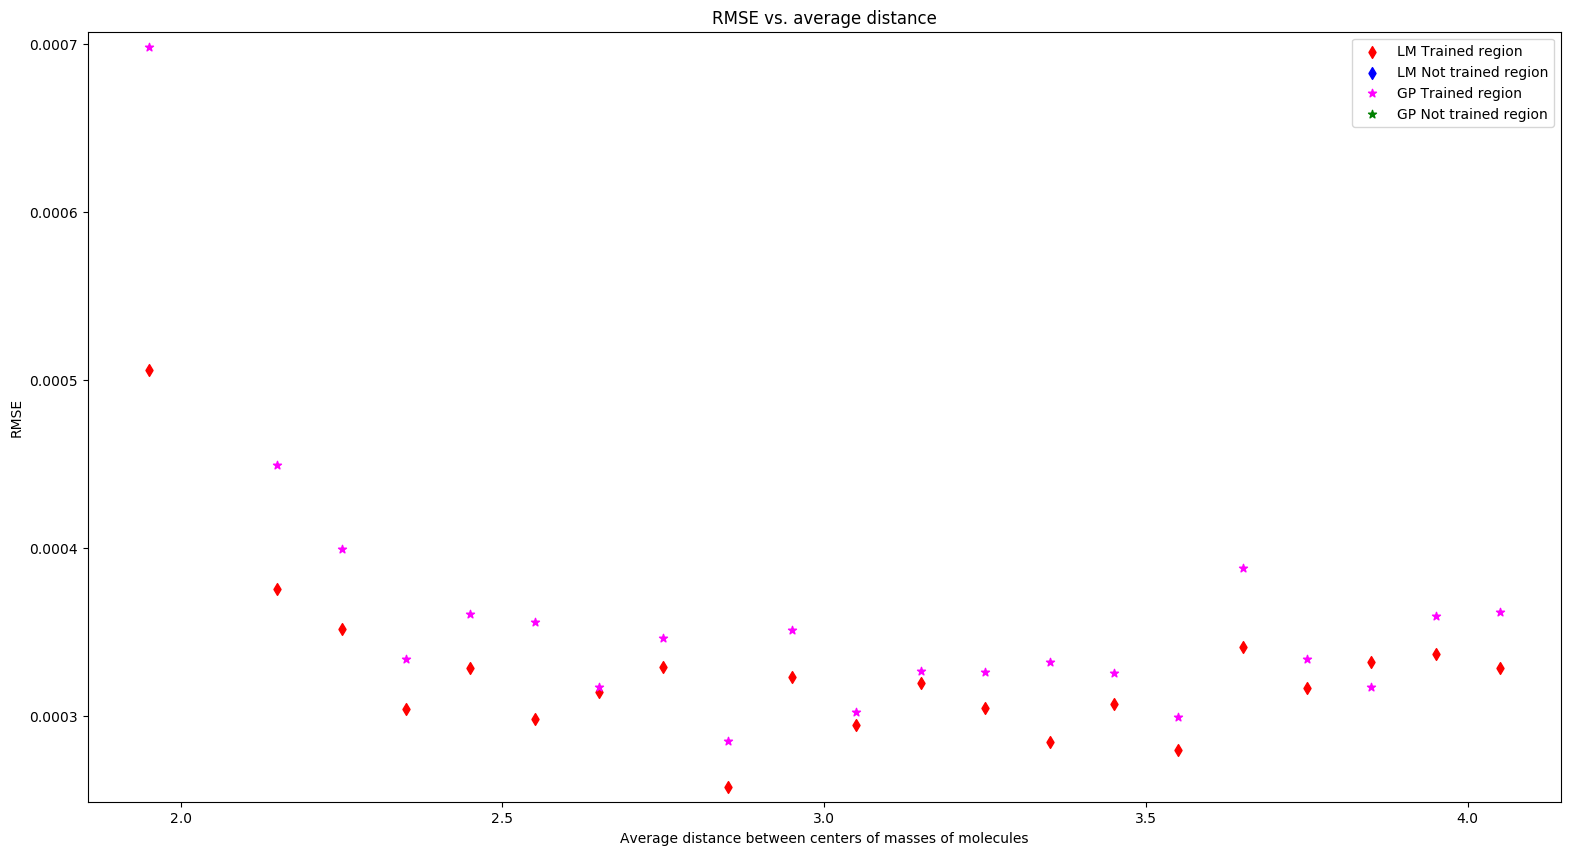 RMSE vs. average distance
LM Trained region
LM Not trained region
GP Trained region
GP Not trained region
0.0007
0.0006
0.0005
0.0004
0.0003
RMSE
2.0
2.5
3.0
3.5
4.0
Average distance between centers of masses of molecules